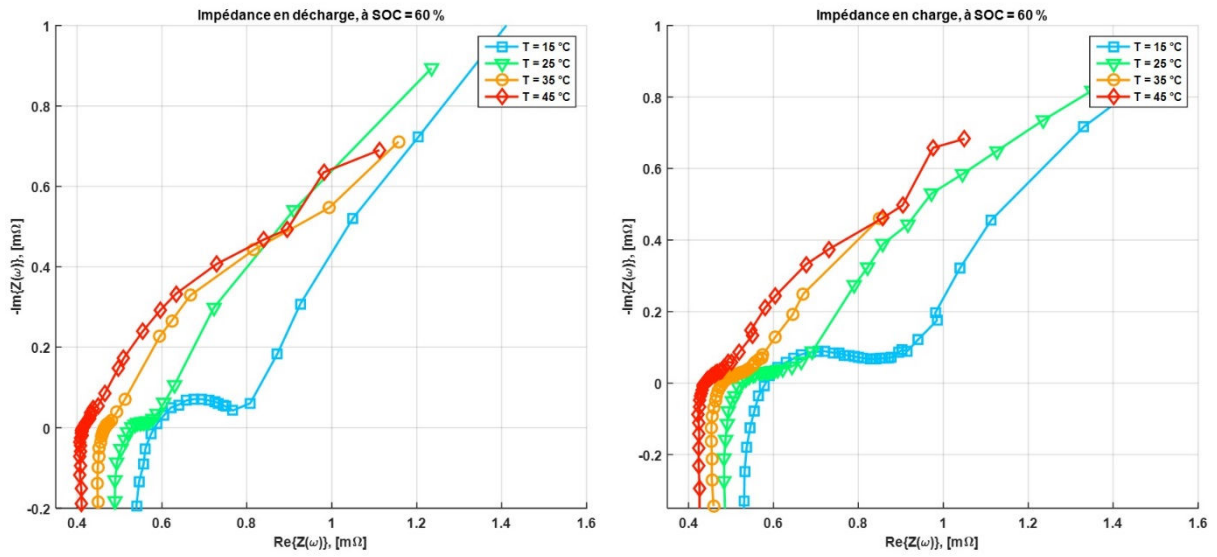 Impédance en décharge, à SOC = 60 %
1
0.8
0.6
0.4
0.2
0
-0.2
-Im{Z(ω)}, [mΩ]
0.4 0.6 0.8 1 1.2 1.4 1.6
Re{Z(ω)}, [mΩ]
T = 15 °C
T = 25 °C
T = 35 °C
T = 45 °C
Impédance en charge, à SOC = 60 %
1
0.8
0.6
0.4
0.2
0
-0.2
-Im{Z(ω)}, [mΩ]
0.4 0.6 0.8 1 1.2 1.4 1.6
Re{Z(ω)}, [mΩ]
T = 15 °C
T = 25 °C
T = 35 °C
T = 45 °C